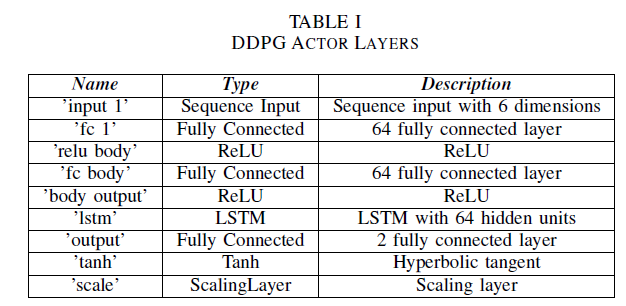 TABLE I
DDPG ACTOR LAYERS
Name Type Description
'input 1' Sequence Input Sequence input with 6 dimensions
'fc 1' Fully Connected 64 fully connected layer
'relu body' ReLU ReLU
'fc body' Fully Connected 64 fully connected layer
'body output' ReLU ReLU
'lstm' LSTM LSTM with 64 hidden units
'output' Fully Connected 2 fully connected layer
'tanh' Tanh Hyperbolic tangent
'scale' ScalingLayer Scaling layer